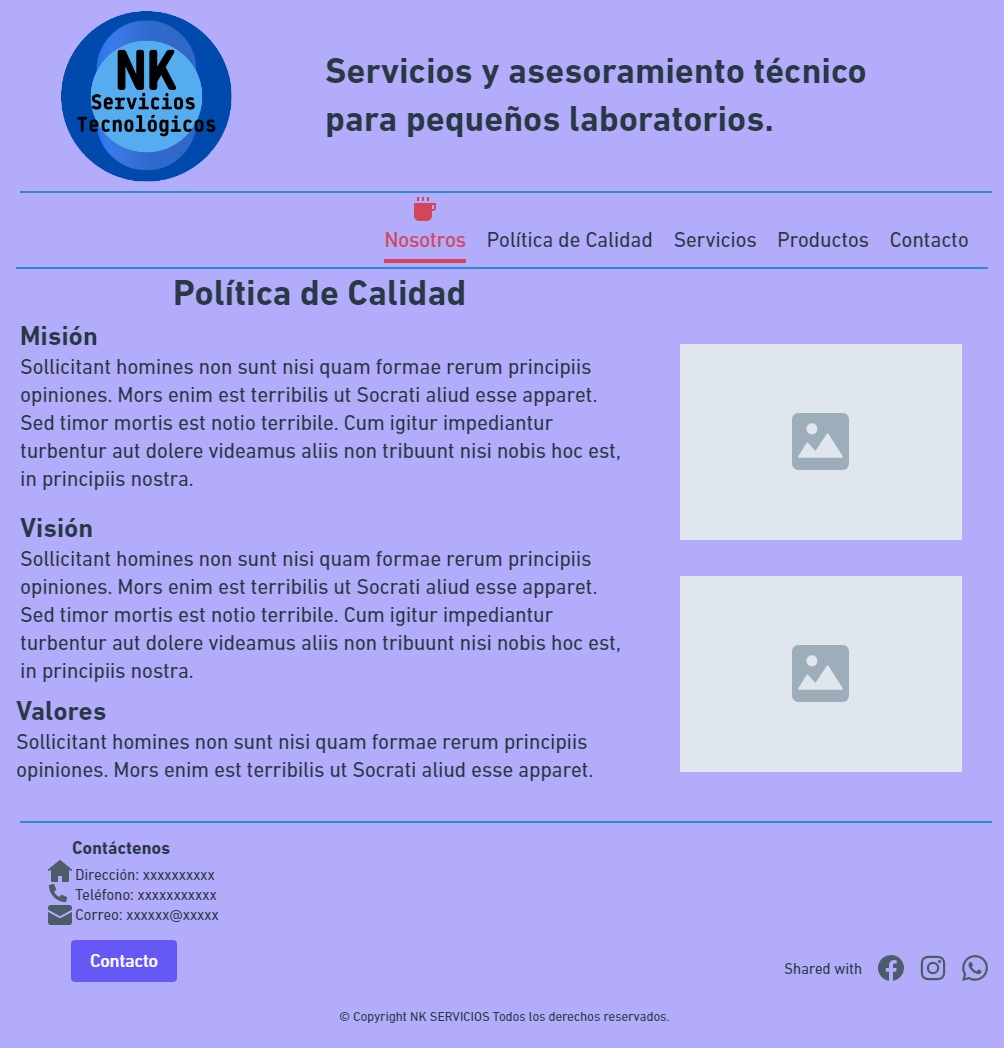 NK
Servicios
Tecnológicos
Servicios y asesoramiento técnico
para pequeños laboratorios.
Nosotros Política de Calidad Servicios Productos Contacto
Política de Calidad
Misión
Sollicitant homines non sunt nisi quam formae rerum principiis
opiniones. Mors enim est terribilis ut Socrati aliud esse apparet.
Sed timor mortis est notio terribile. Cum igitur impediantur
turbentur aut dolere videamus aliis non tribuunt nisi nobis hoc est,
in principiis nostra.
Visión
Sollicitant homines non sunt nisi quam formae rerum principiis
opiniones. Mors enim est terribilis ut Socrati aliud esse apparet.
Sed timor mortis est notio terribile. Cum igitur impediantur
turbentur aut dolere videamus aliis non tribuunt nisi nobis hoc est,
in principiis nostra.
Valores
Sollicitant homines non sunt nisi quam formae rerum principiis
opiniones. Mors enim est terribilis ut Socrati aliud esse apparet.
Contáctenos
Dirección: xxxxxxxxxx
Teléfono: xxxxxxxxxxx
Correo: xxxxxx@xxxxx
Contacto
Shared with
© Copyright NK SERVICIOS Todos los derechos reservados.